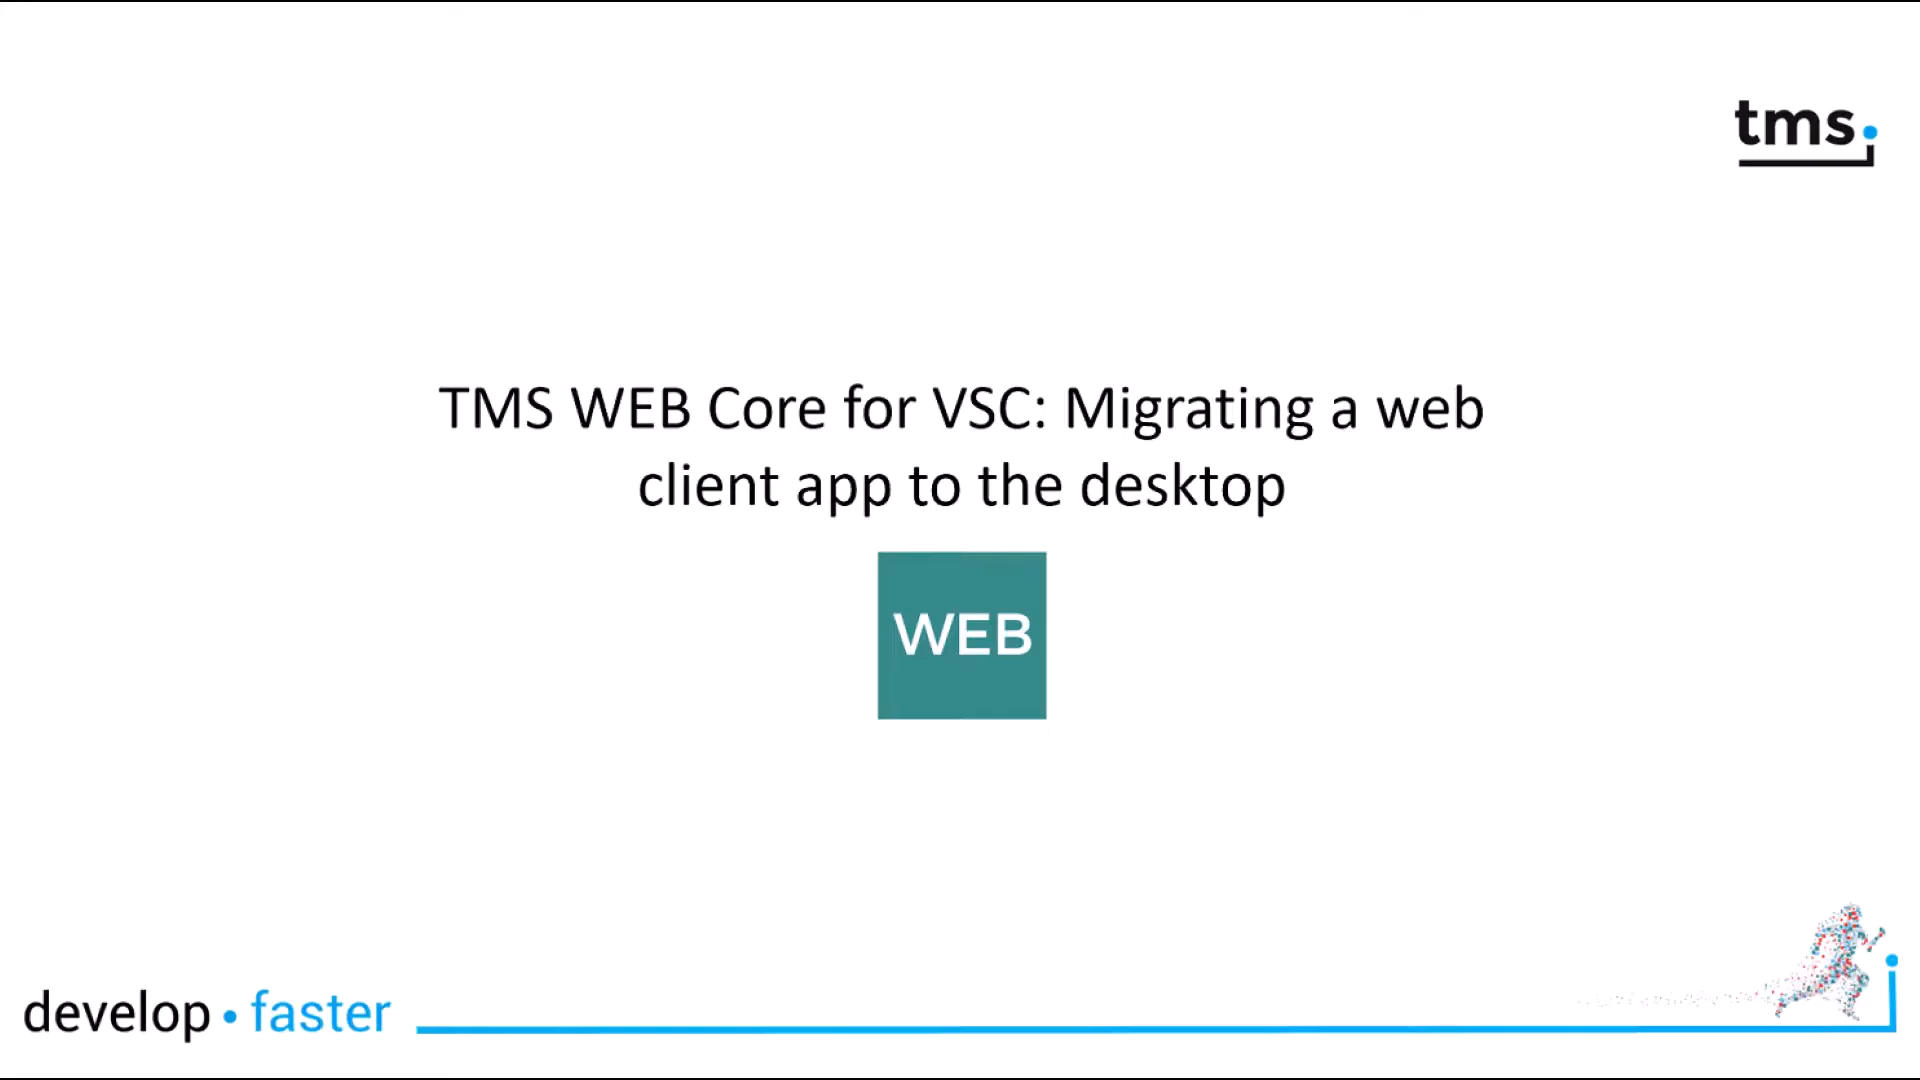 tms.
TMS WEB Core for VSC: Migrating a web
client app to the desktop
WEB
develop • faster